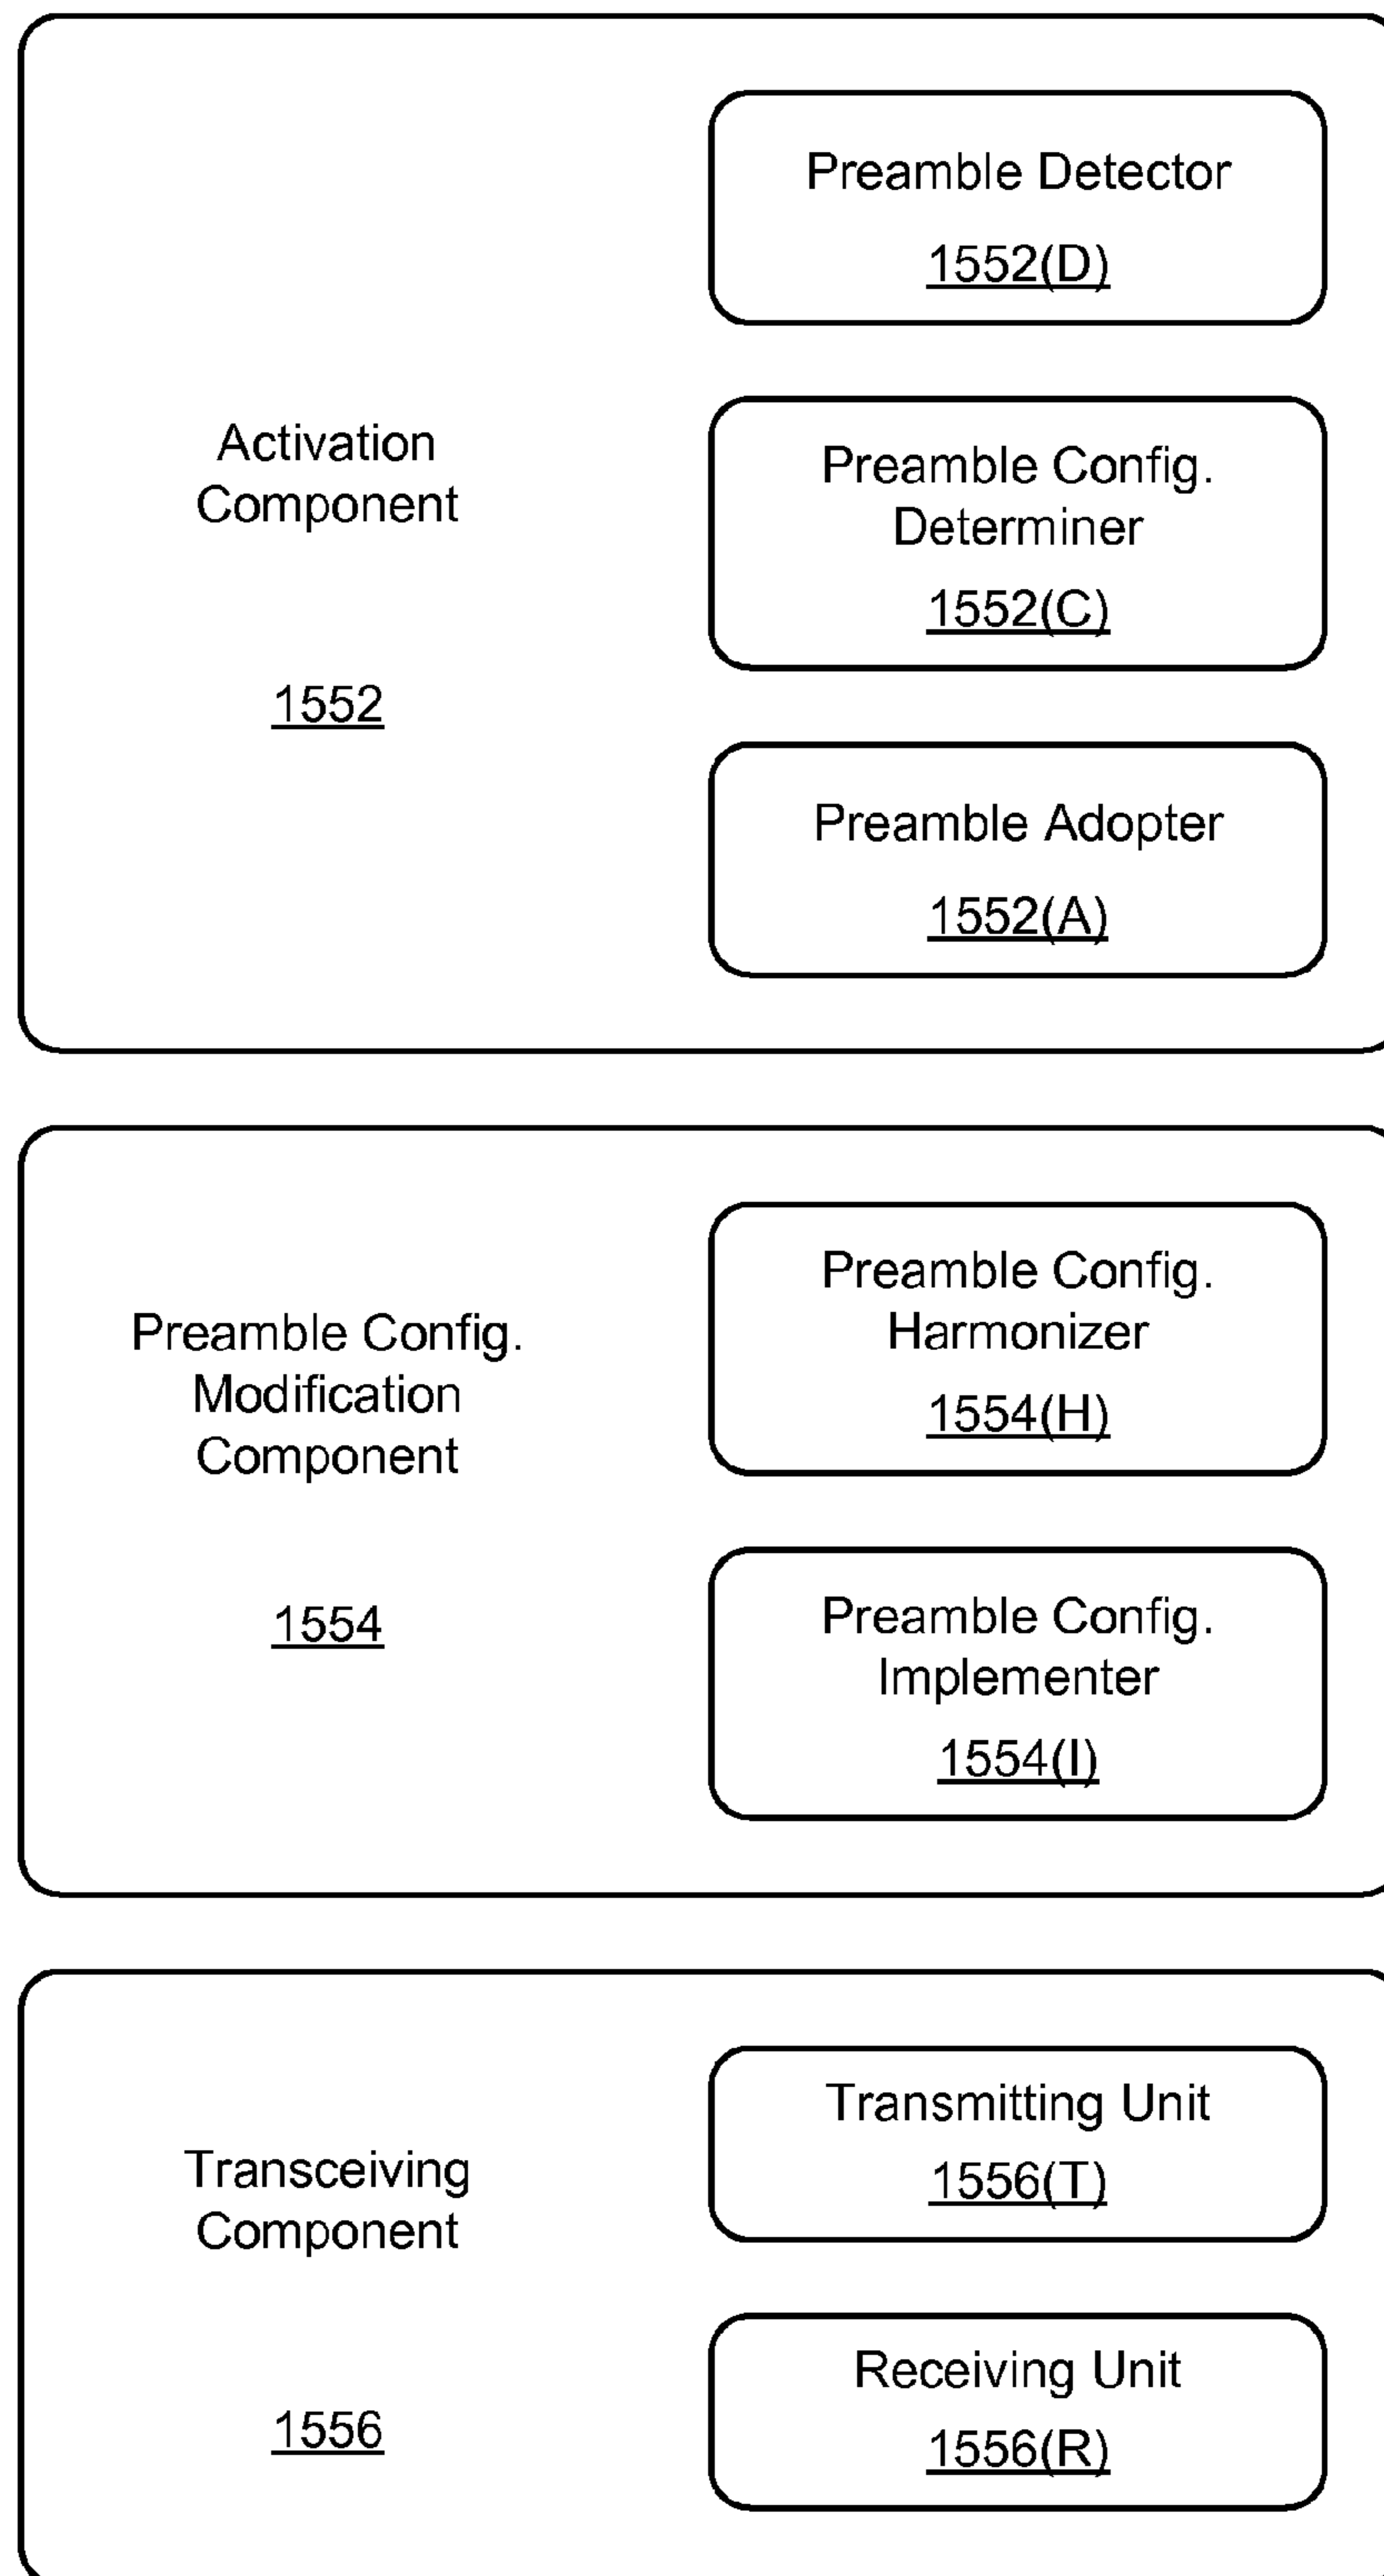 Activation
Component
1552
Preamble Detector
1552(D)
Preamble Config.
Determiner
1552(C)
Preamble Adopter
1552(A)
Preamble Config.
Modification
Component
1554
Preamble Config.
Harmonizer
1554(H)
Preamble Config.
Implementer
1554(I)
Transceiving
Component
1556
Transmitting Unit
1556(T)
Receiving Unit
1556(R)